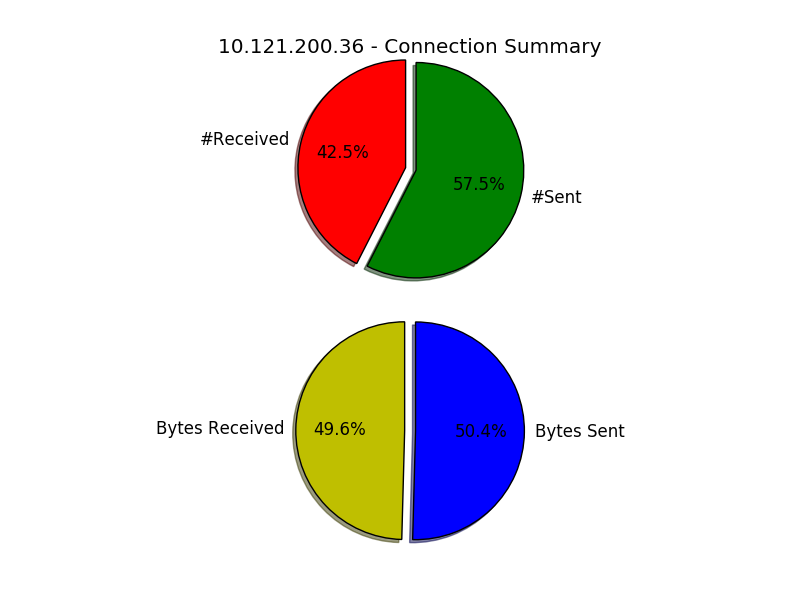 10.121.200.36 - Connection Summary
#Received
42.5%
57.5%
#Sent
Bytes Received
49.6%
50.4%
Bytes Sent